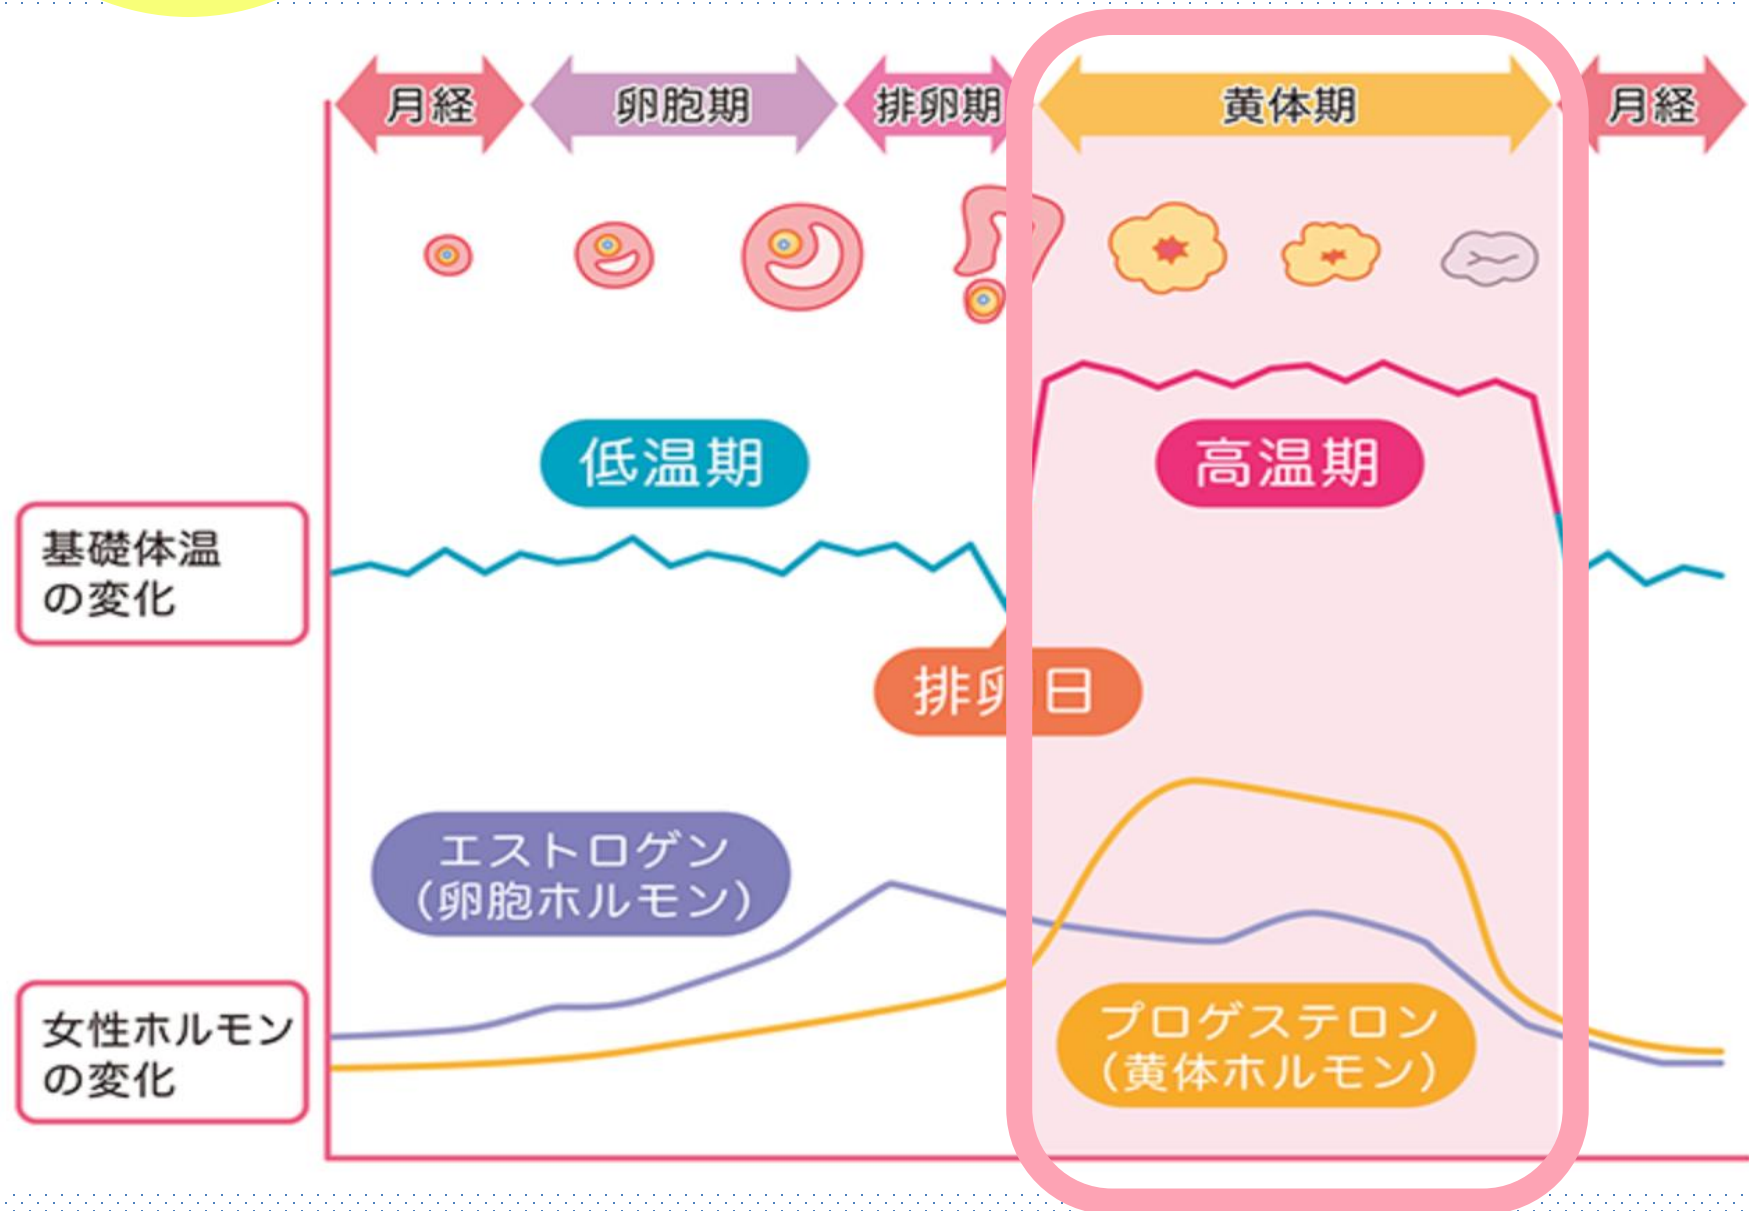 月経
卵胞期
排卵期
黄体期
月経
低温期
高温期
基礎体温
の変化
排卵日
エストロゲン
（卵胞ホルモン）
女性ホルモン
の変化
プロゲステロン
（黄体ホルモン）